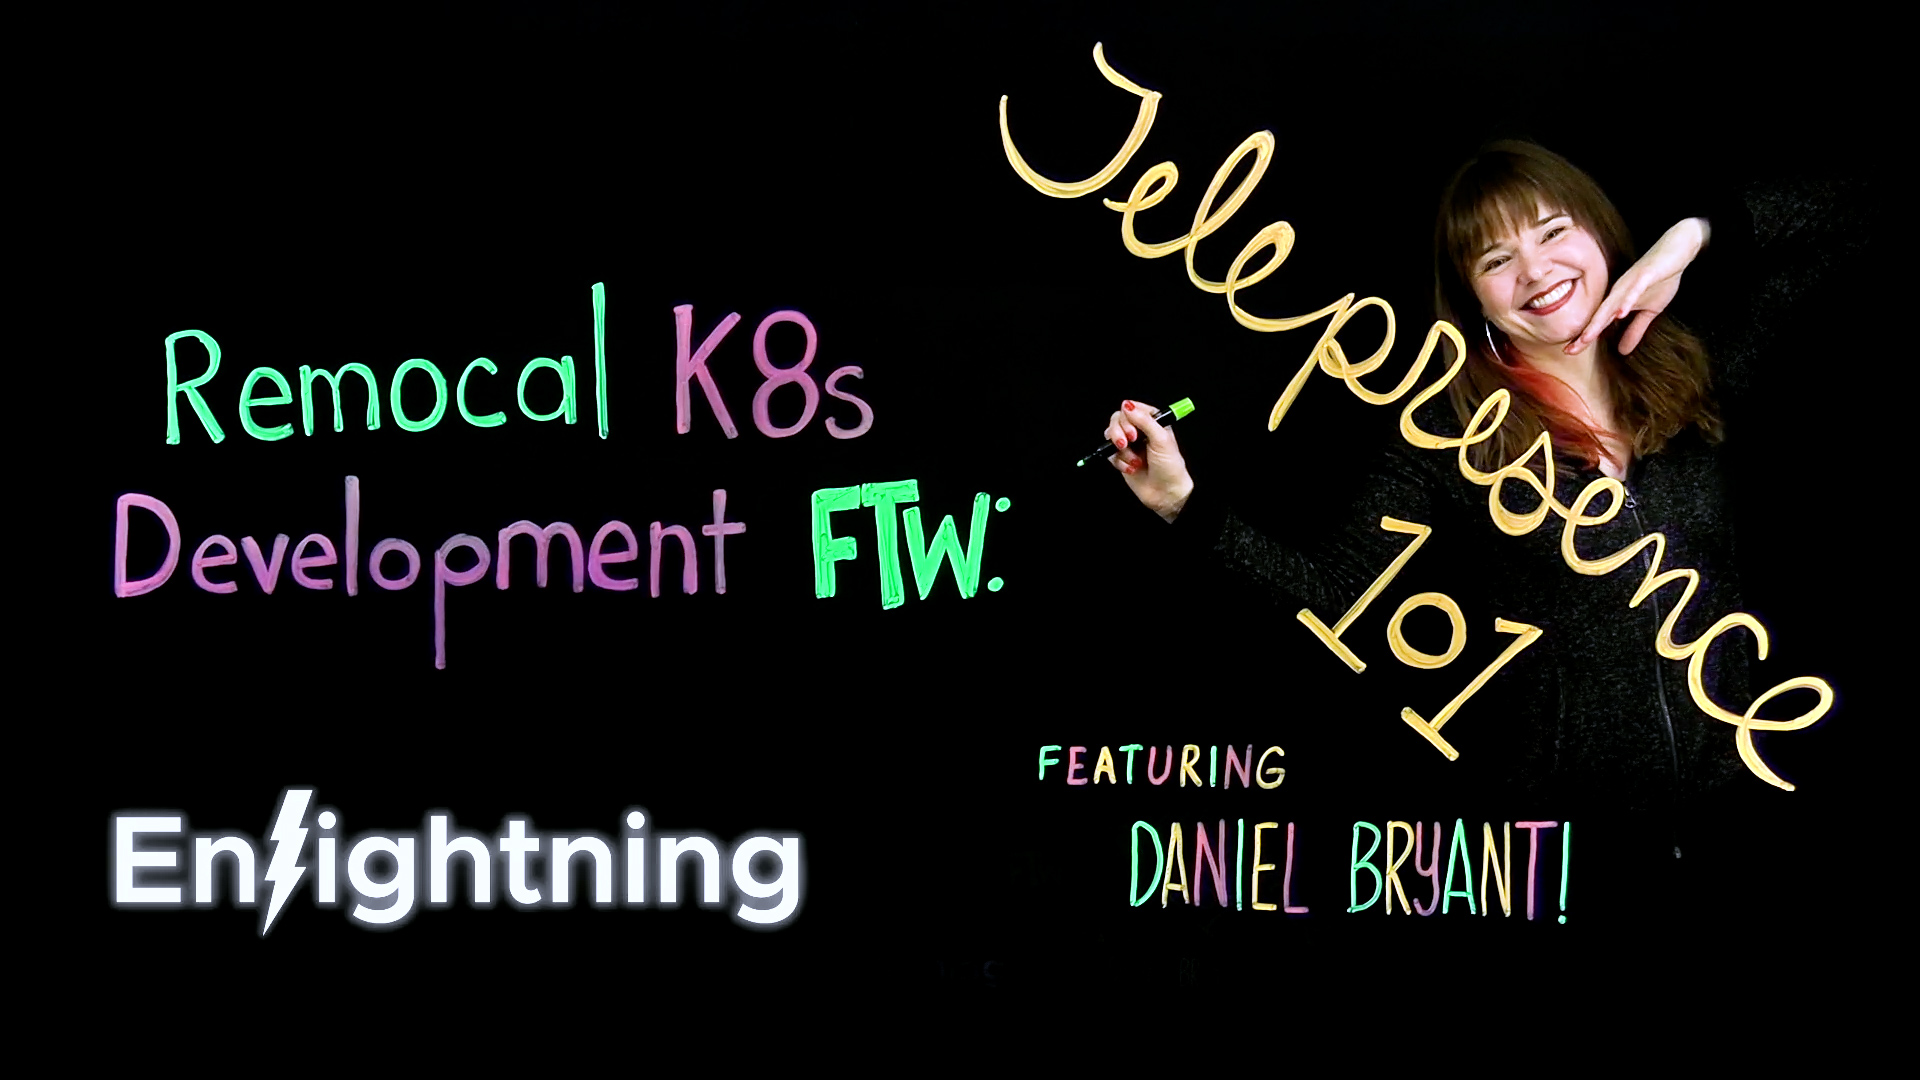 Remocal K8s
Development FTW:
Telepresence
101
FEATURING
DANIEL BRYANT!
Enlightning